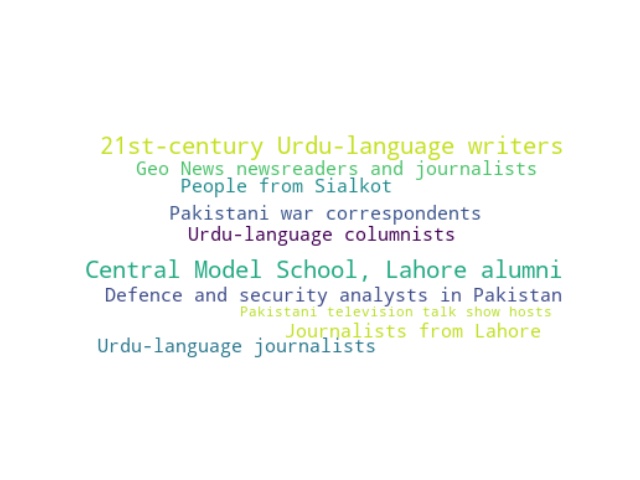 21st-century Urdu-language writers
Geo News newsreaders and journalists
People from Sialkot
Pakistani war correspondents
Urdu-language columnists
Central Model School, Lahore alumni
Defence and security analysts in Pakistan
Pakistani television talk show hosts
Journalists from Lahore
Urdu-language journalists